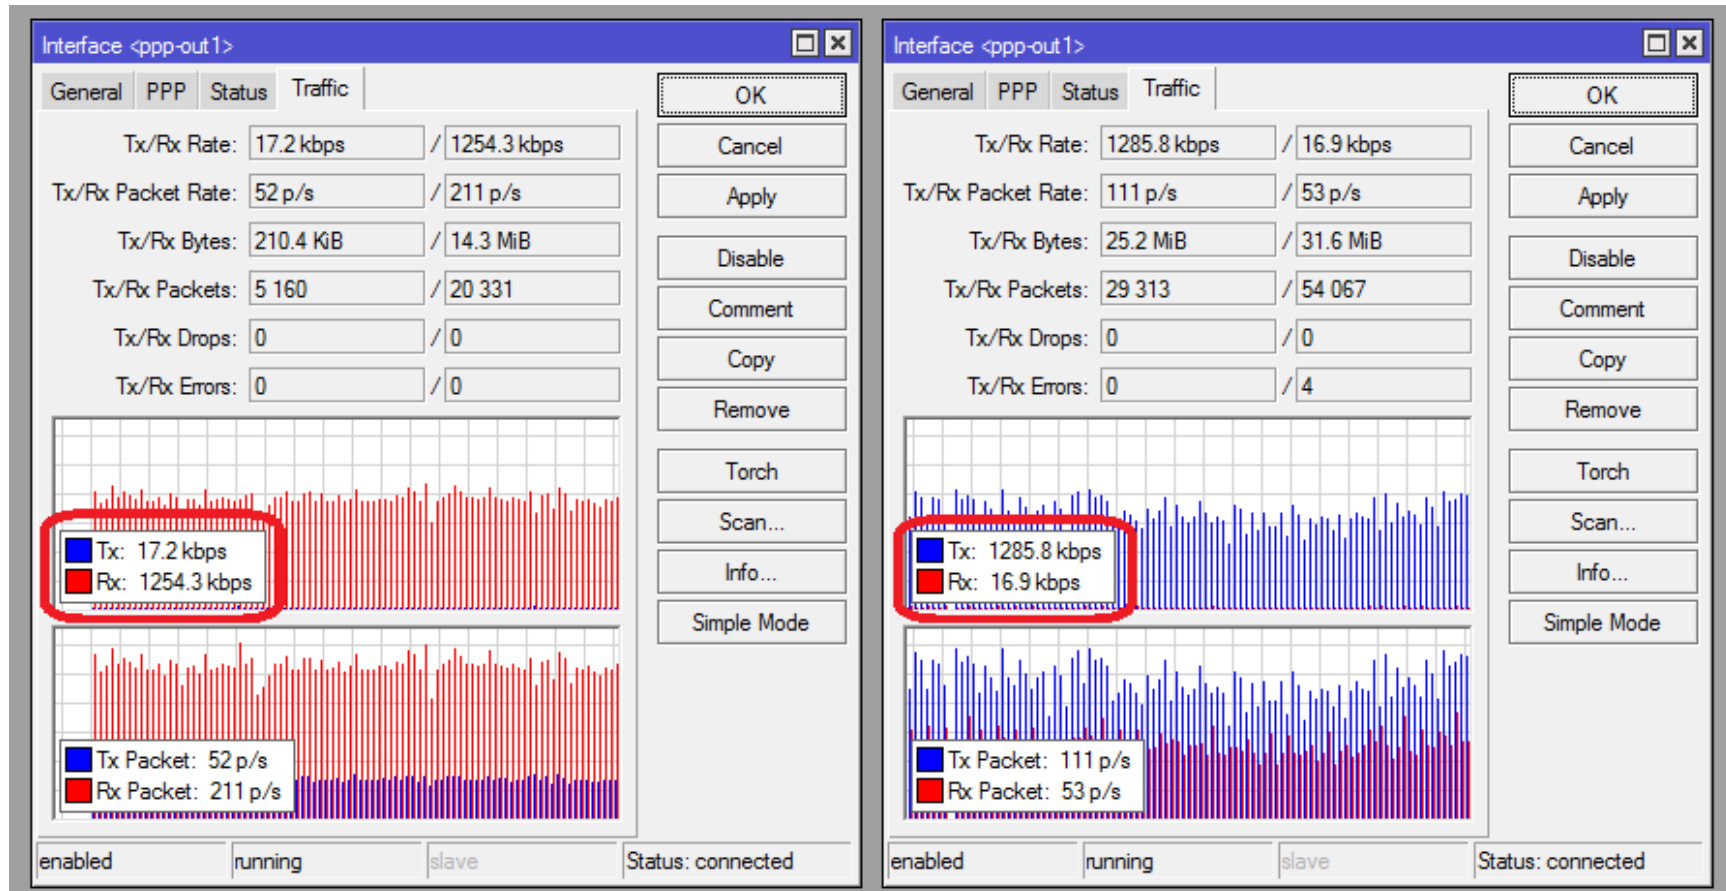 Interface <ppp-out1>
General PPP Status Traffic
Tx/Rx Rate: 17.2 kbps / 1254.3 kbps
Tx/Rx Packet Rate: 52 p/s / 211 p/s
Tx/Rx Bytes: 210.4 KiB / 14.3 MiB
Tx/Rx Packets: 5 160 / 20 331
Tx/Rx Drops: 0 / 0
Tx/Rx Errors: 0 / 0
Tx: 17.2 kbps
Rx: 1254.3 kbps
Tx Packet: 52 p/s
Rx Packet: 211 p/s
OK
Cancel
Apply
Disable
Comment
Copy
Remove
Torch
Scan...
Info...
Simple Mode
enabled running slave Status: connected
Interface <ppp-out1>
General PPP Status Traffic
Tx/Rx Rate: 1285.8 kbps / 16.9 kbps
Tx/Rx Packet Rate: 111 p/s / 53 p/s
Tx/Rx Bytes: 25.2 MiB / 31.6 MiB
Tx/Rx Packets: 29 313 / 54 067
Tx/Rx Drops: 0 / 0
Tx/Rx Errors: 0 / 4
Tx: 1285.8 kbps
Rx: 16.9 kbps
Tx Packet: 111 p/s
Rx Packet: 53 p/s
OK
Cancel
Apply
Disable
Comment
Copy
Remove
Torch
Scan...
Info...
Simple Mode
enabled running slave Status: connected